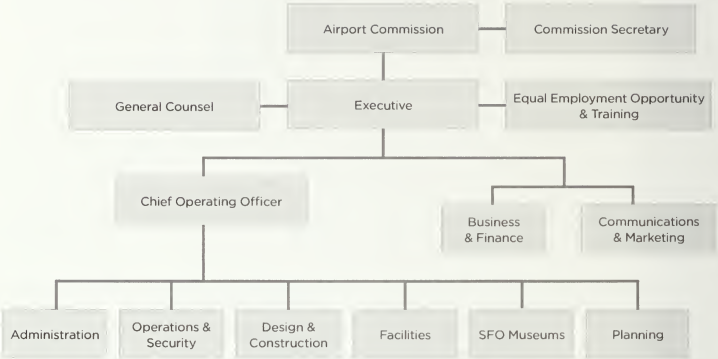 Airport Commission
Commission Secretary
General Counsel
Executive
Equal Employment Opportunity
& Training
Chief Operating Officer
Business
& Finance
Communications
& Marketing
Administration
Operations &
Security
Design &
Construction
Facilities
SFO Museums
Planning